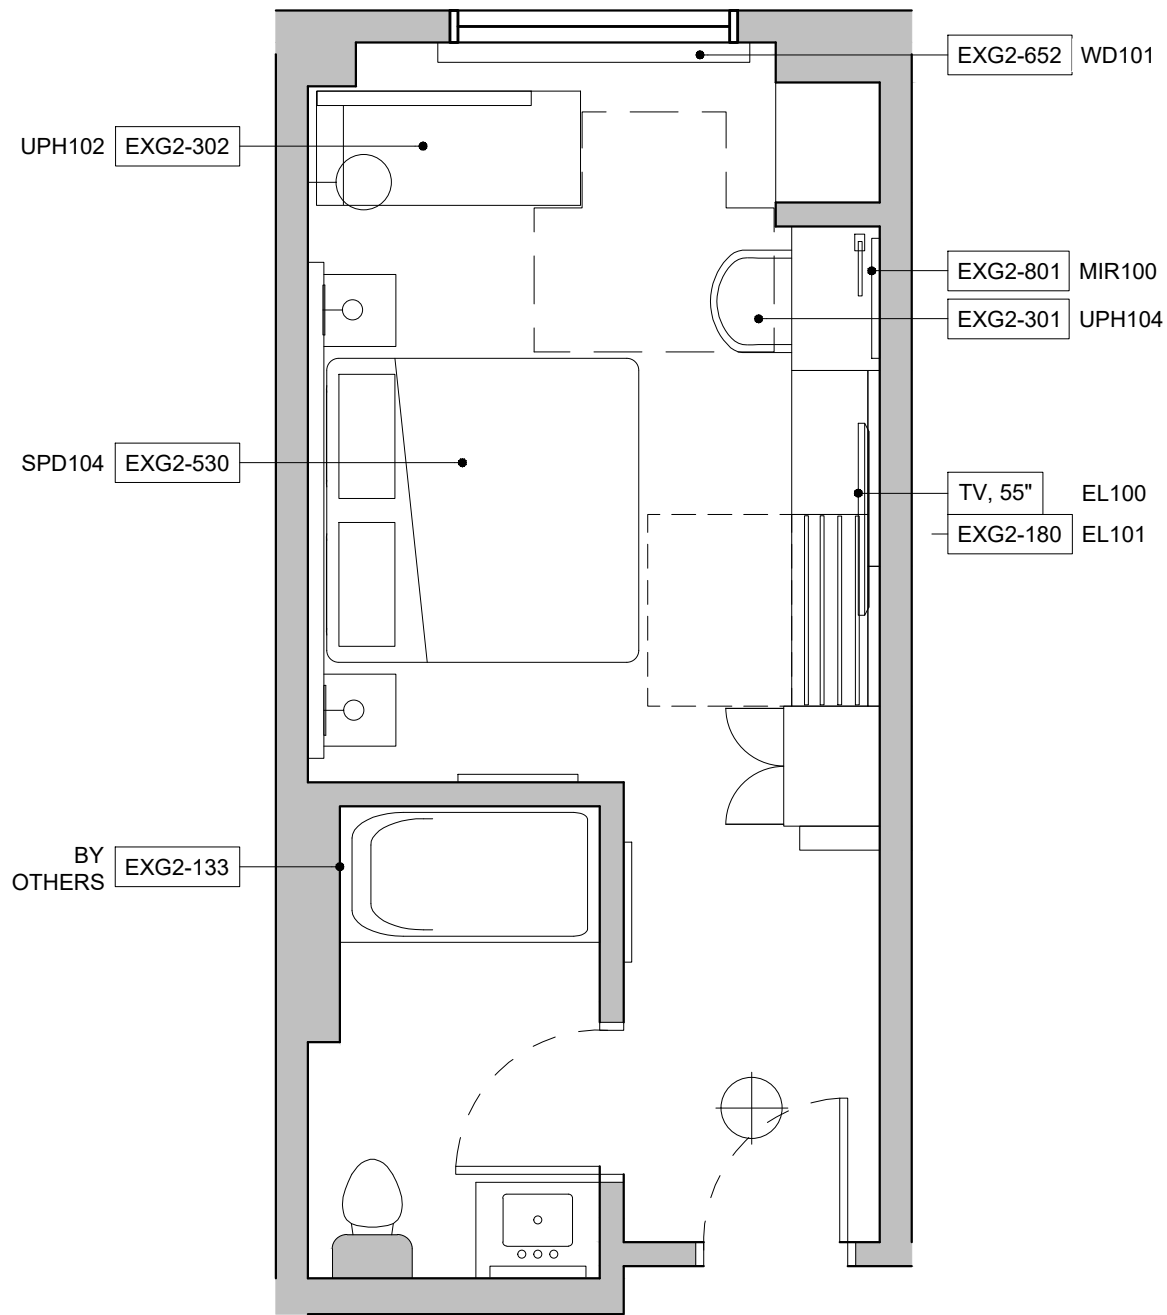 EXG2-652 WD101
UPH102 EXG2-302
EXG2-801 MIR100
EXG2-301 UPH104
SPD104 EXG2-530
TV, 55" EL100
EXG2-180 EL101
BY
OTHERS
EXG2-133